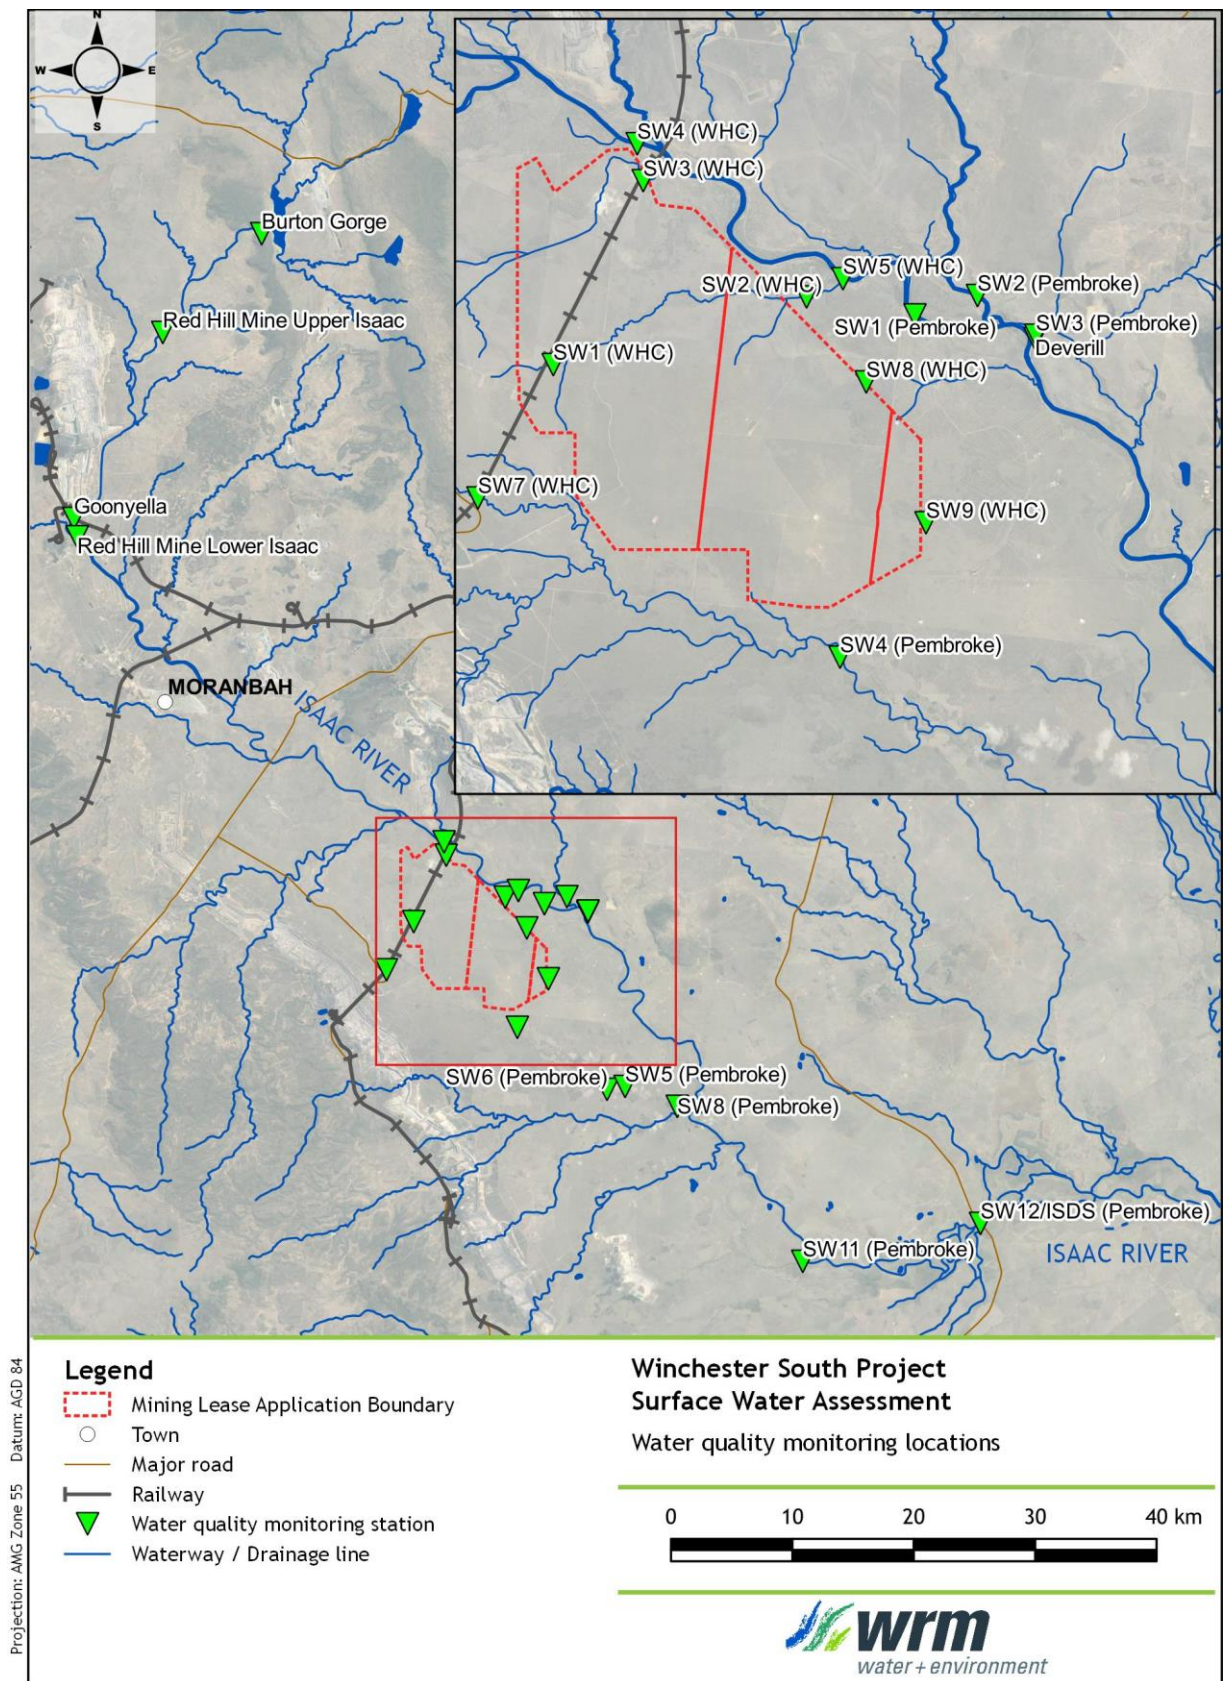 N
W E
S
SW4 (WHC)
SW3 (WHC)
Burton Gorge
SW5 (WHC)
SW2 (WHC)
SW2 (Pembroke)
Red Hill Mine Upper Isaac
SW1 (Pembroke)
SW3 (Pembroke)
Deverill
SW1 (WHC)
SW8 (WHC)
SW7 (WHC)
Goonyella
SW9 (WHC)
Red Hill Mine Lower Isaac
SW4 (Pembroke)
MORANBAH
ISAAC RIVER
SW6 (Pembroke)
SW5 (Pembroke)
SW8 (Pembroke)
SW12/ISDS (Pembroke)
SW11 (Pembroke)
ISAAC RIVER
Legend
Mining Lease Application Boundary
Town
Major road
Railway
Water quality monitoring station
Waterway / Drainage line
Winchester South Project
Surface Water Assessment
Water quality monitoring locations
0 10 20 30 40 km
wrm
water + environment
Projection: AMG Zone 55 Datum: AGD 84